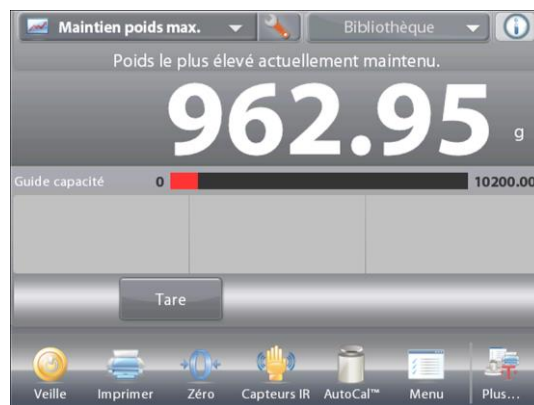 Maintien poids max.
Bibliothèque
Poids le plus élevé actuellement maintenu.
962.95 g
Guide capacité 0 10200.00
Tare
Veille Imprimer Zéro Capteurs IR AutoCal™ Menu Plus...